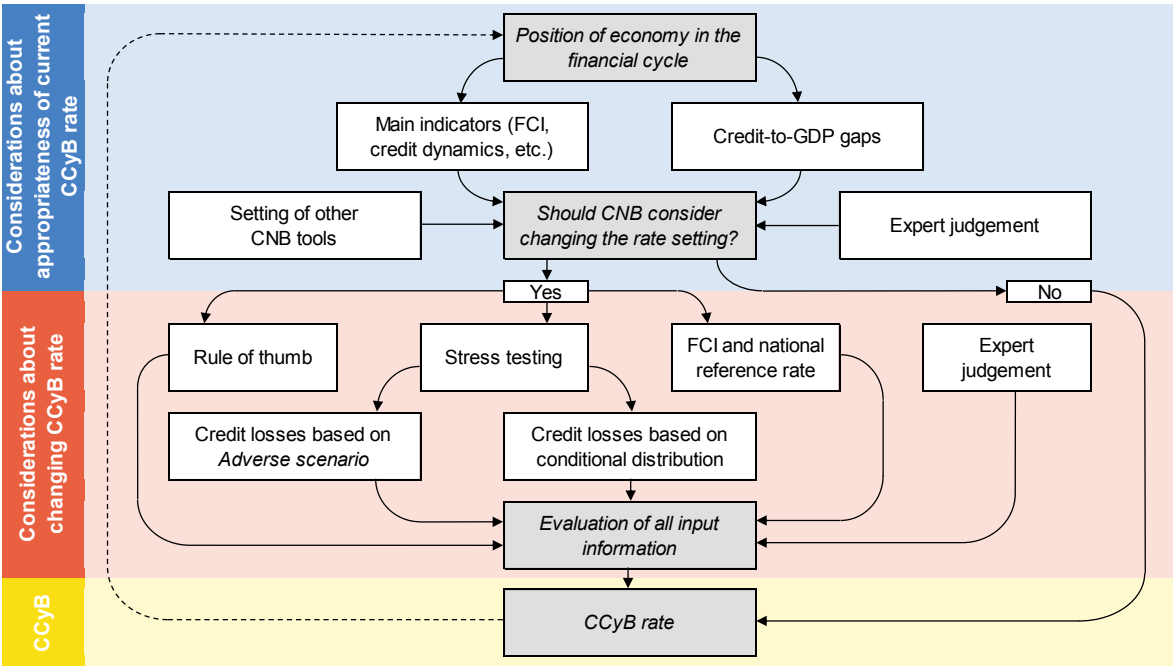 Considerations about
appropriateness of current
CCyB rate
Position of economy in the
financial cycle
Main indicators (FCI,
credit dynamics, etc.)
Credit-to-GDP gaps
Setting of other
CNB tools
Should CNB consider
changing the rate setting?
Expert judgement
Yes
No
Considerations about
changing CCyB rate
Rule of thumb
Stress testing
FCI and national
reference rate
Expert
judgement
Credit losses based on
Adverse scenario
Credit losses based on
conditional distribution
Evaluation of all input
information
CCyB
CCyB rate